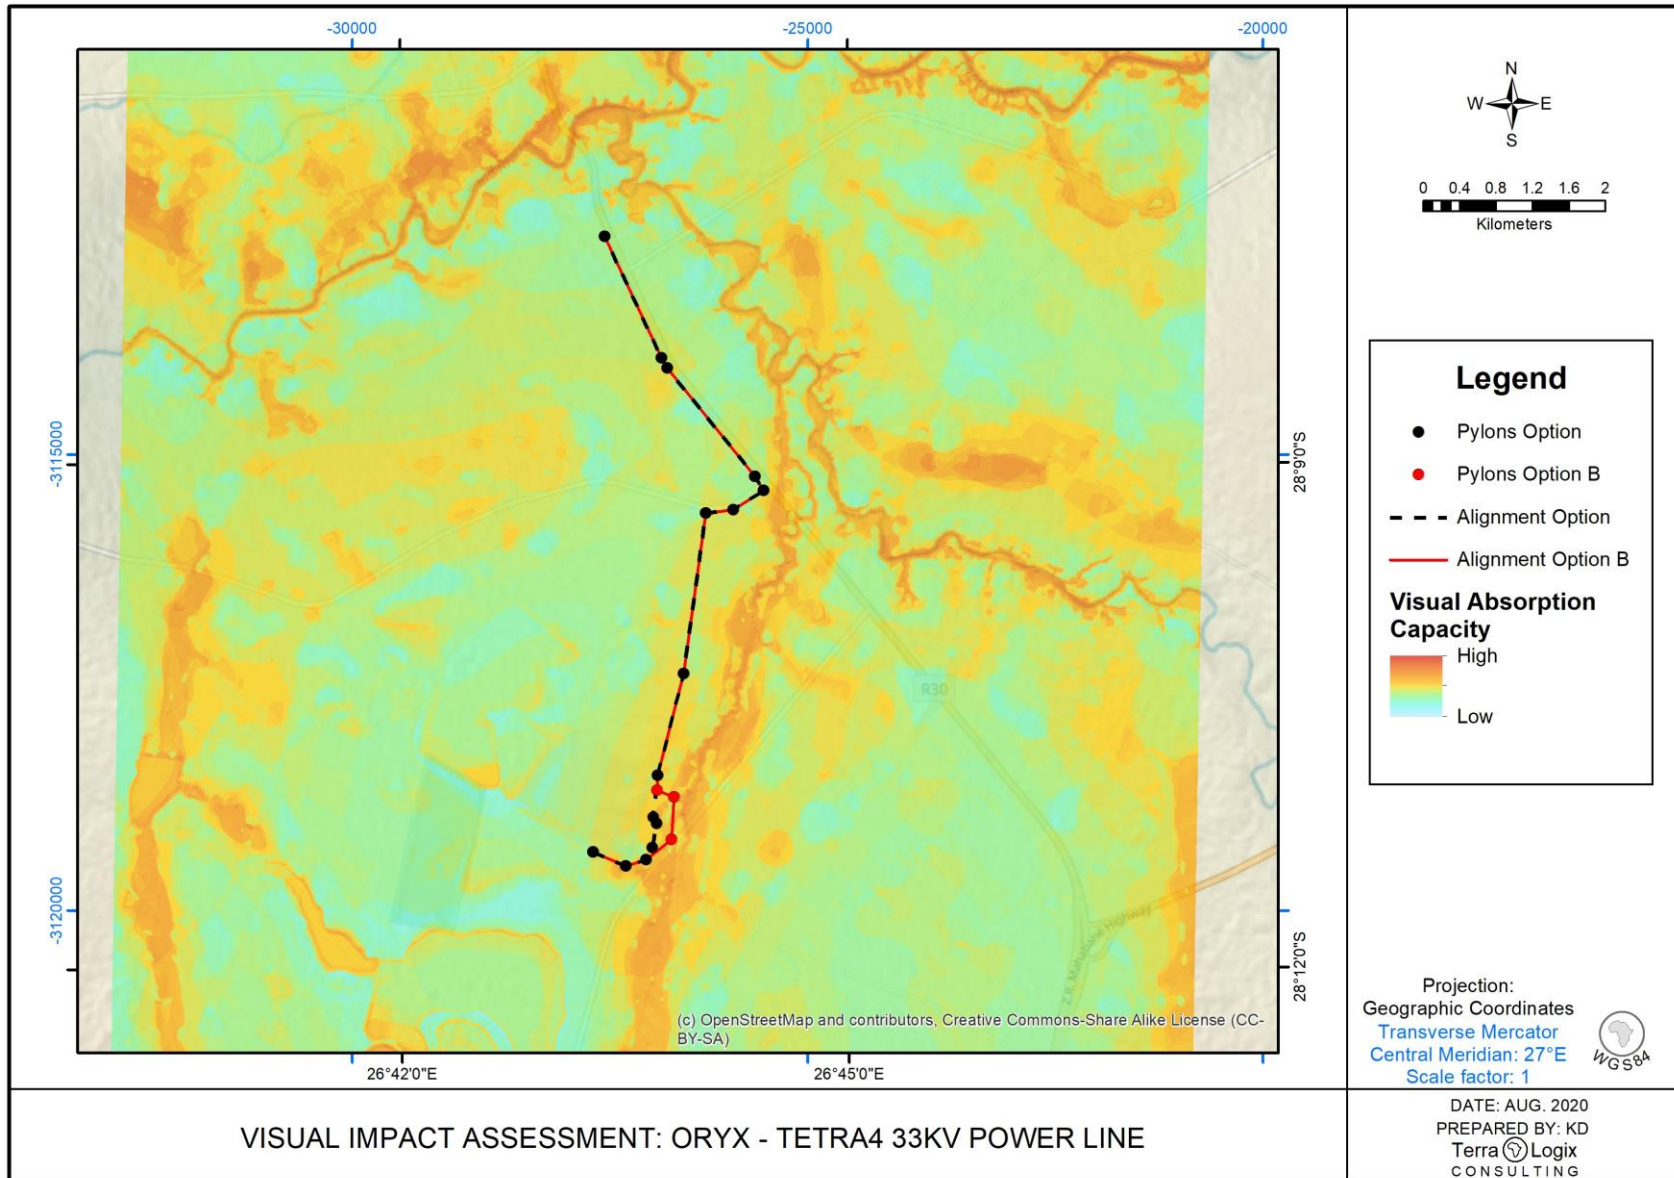 -30000
-25000
-20000
-3115000
-3120000
28°9'0"S
28°12'0"S
26°42'0"E
26°45'0"E
R30
Z.R. Mahabane Highway
(c) OpenStreetMap and contributors, Creative Commons-Share Alike License (CC-
BY-SA)
N
W E
S
0 0.4 0.8 1.2 1.6 2
Kilometers
Legend
Pylons Option
Pylons Option B
Alignment Option
Alignment Option B
Visual Absorption
Capacity
High
Low
Projection:
Geographic Coordinates
Transverse Mercator
Central Meridian: 27°E
Scale factor: 1
WGS84
VISUAL IMPACT ASSESSMENT: ORYX - TETRA4 33KV POWER LINE
DATE: AUG. 2020
PREPARED BY: KD
Terra Logix
CONSULTING